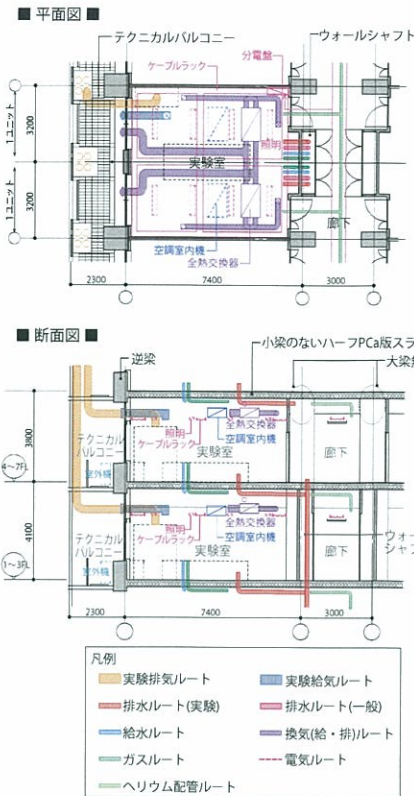 ■ 平面図 ■
テクニカルバルコニー
ウォールシャフト
分電盤
ケーブルラック
1ユニット
3200
1ユニット
3200
実験室
照明
廊下
空調室内機
全熱交換器
2300
7400
3000
■ 断面図 ■
逆梁
小梁のないハーフPCa版スラ
大梁
3800
4~7FL
テクニカル
バルコニー
室外機
照明
ケーブルラック
実験室
全熱交換器
空調室内機
廊下
4100
1~3FL
テクニカル
バルコニー
室外機
照明
ケーブルラック
実験室
全熱交換器
空調室内機
廊下
ウォー
シャフ
2300
7400
3000
凡例
実験排気ルート
実験給気ルート
排水ルート(実験)
排水ルート(一般)
給水ルート
換気(給・排)ルート
ガスルート
電気ルート
ヘリウム配管ルート